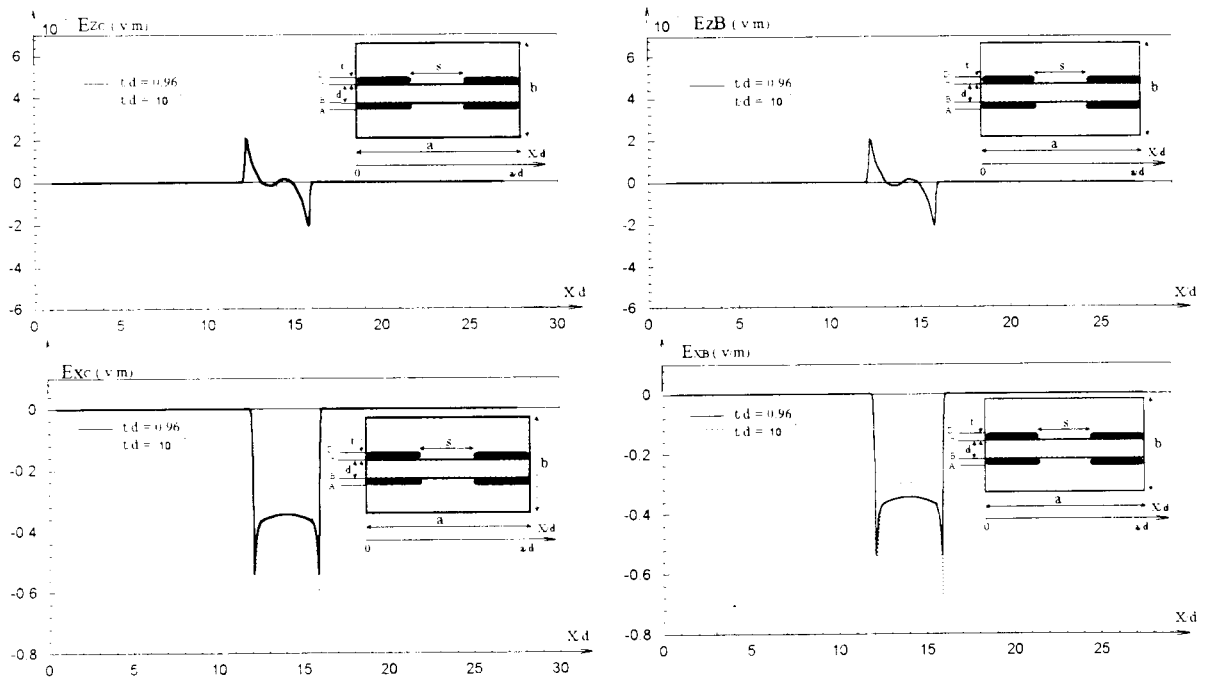 10 Ezc ( v m)
6
4
2
0
-2
-4
-6
t d = 0.96
t d = 10
t
s
d
b
B
A
a
X/d
0
a/d
X/d
0 5 10 15 20 25 30
10 EzB ( v m)
6
4
2
0
-2
-4
-6
t d = 0.96
t d = 10
t
s
d
b
B
A
a
X/d
0
a/d
X/d
0 5 10 15 20 25
Exc ( v m)
0
-0.2
-0.4
-0.6
-0.8
t d = 0.96
t d = 10
t
s
d
b
B
A
a
X/d
0
a/d
X/d
0 5 10 15 20 25 30
ExB ( v m)
0
-0.2
-0.4
-0.6
-0.8
t d = 0.96
t d = 10
t
s
d
b
B
A
a
X/d
0
a/d
X/d
0 5 10 15 20 25